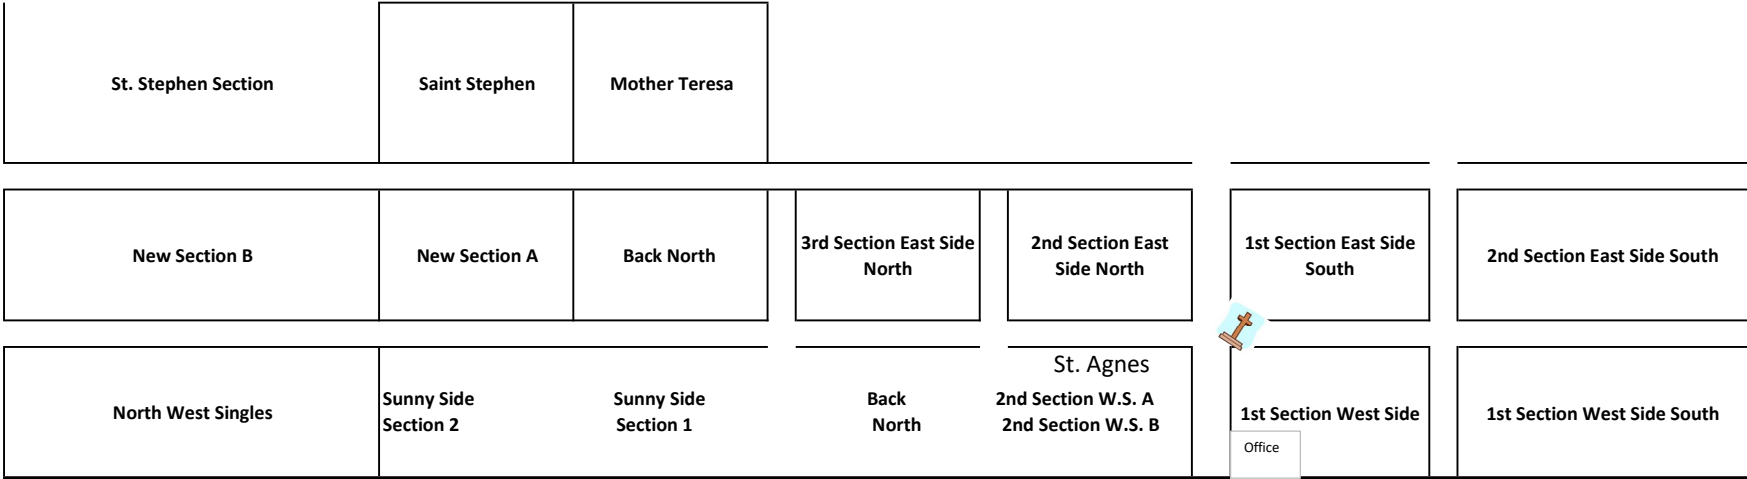 St. Stephen Section
Saint Stephen
Mother Teresa
New Section B
New Section A
Back North
3rd Section East Side
North
2nd Section East
Side North
1st Section East Side
South
2nd Section East Side South
North West Singles
Sunny Side
Section 2
Sunny Side
Section 1
Back
North
St. Agnes
2nd Section W.S. A
2nd Section W.S. B
1st Section West Side
Office
1st Section West Side South